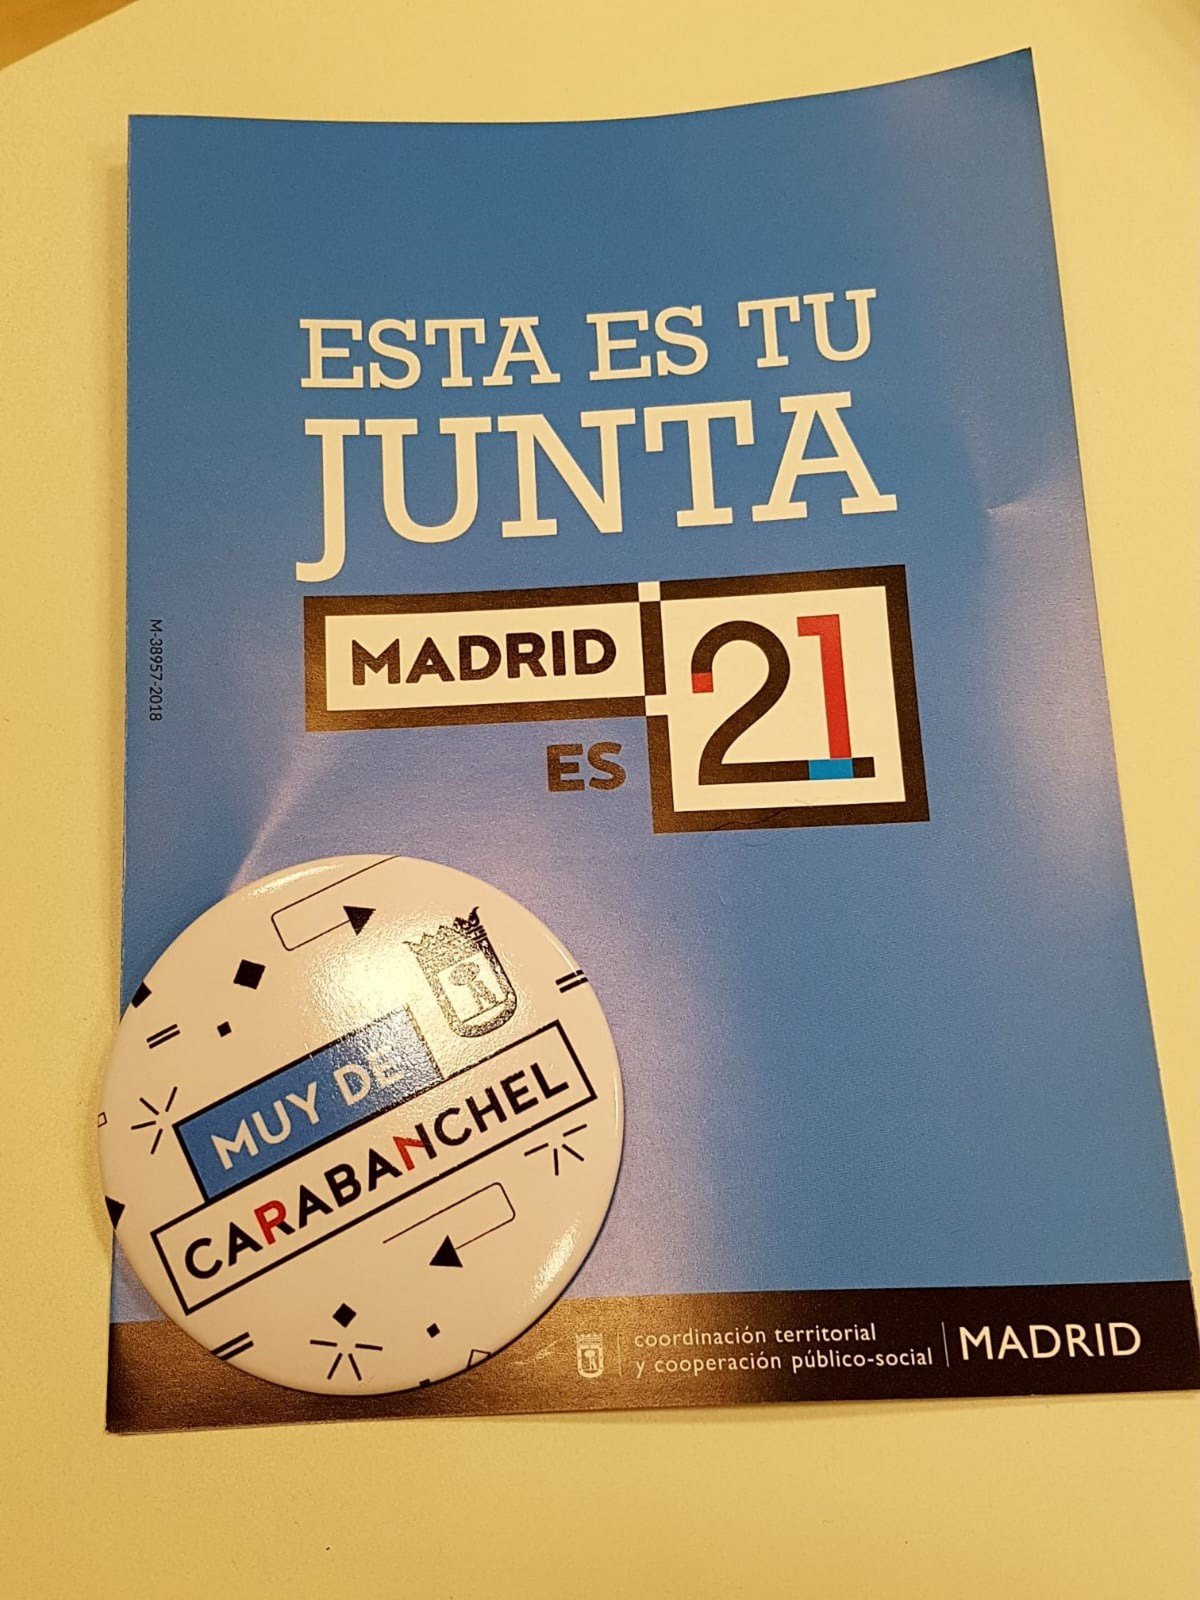 ESTA ES TU
JUNTA
MADRID
21
ES
M-38957-2018
MUY DE
CARABANCHEL
coordinación territorial
y cooperación público-social
MADRID